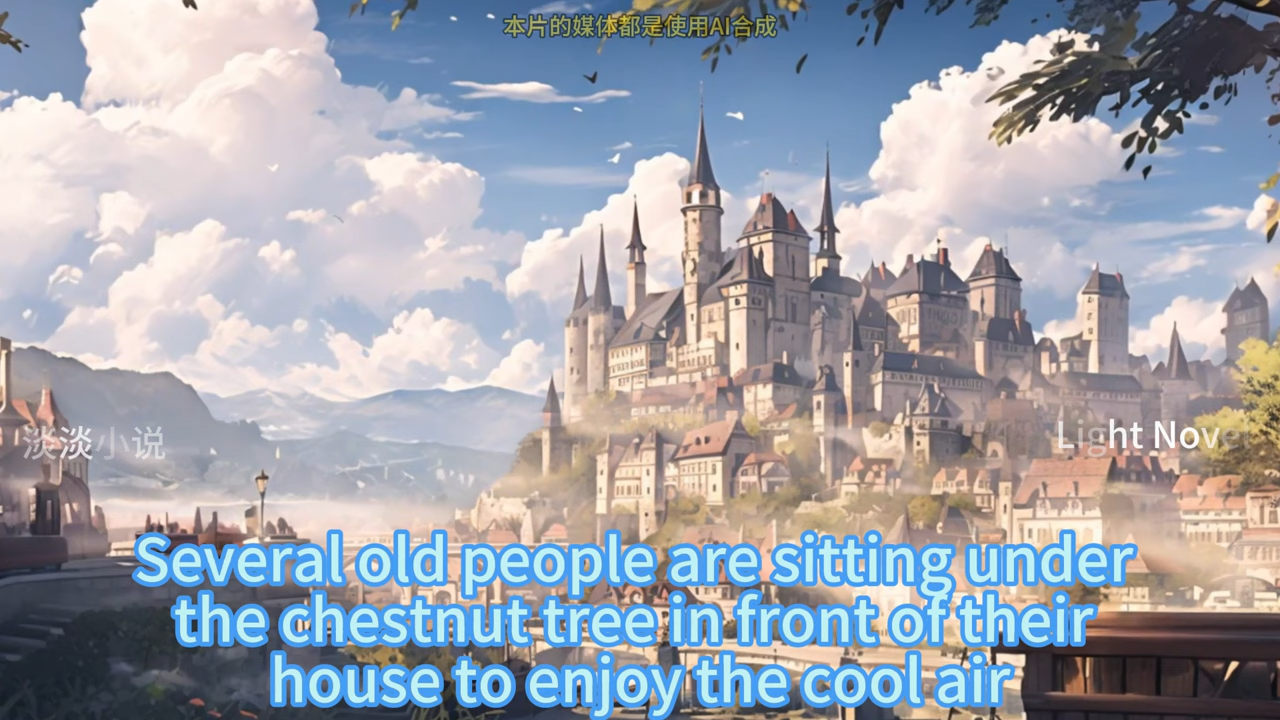 本片的媒体都是使用AI合成
淡淡小说
Light Novel
Several old people are sitting under
the chestnut tree in front of their
house to enjoy the cool air